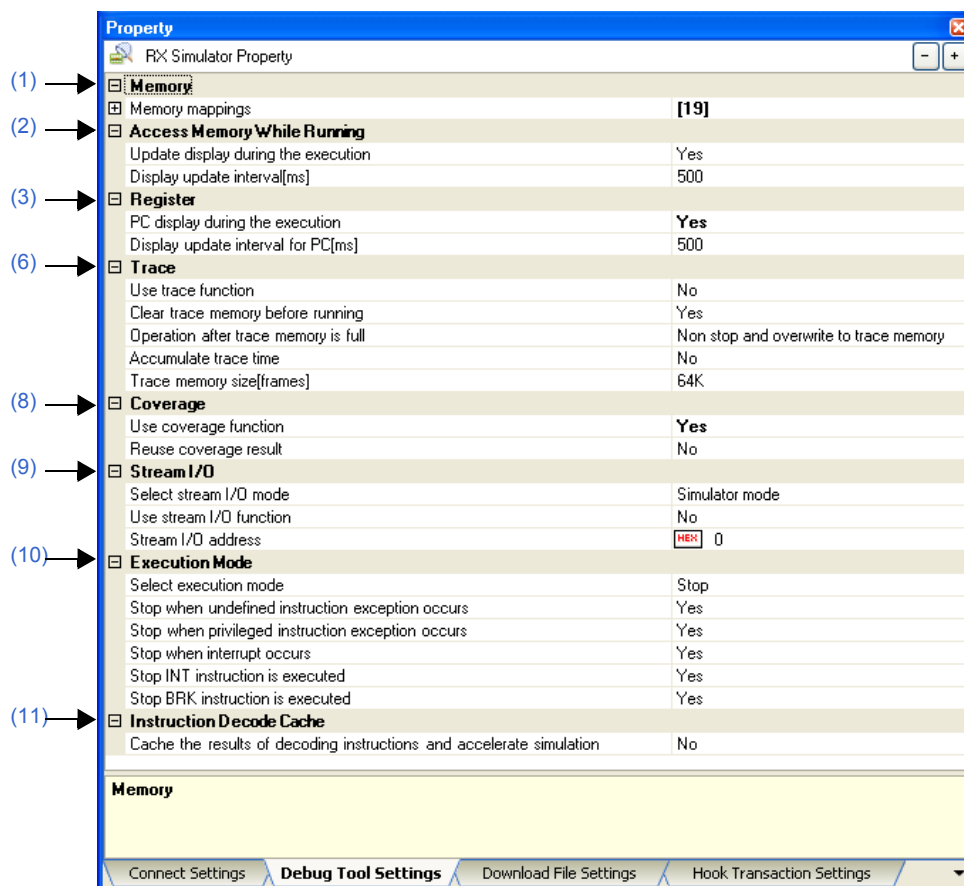 Property
RX Simulator Property
- +
(1) Memory
Memory mappings [19]
(2) Access Memory While Running
Update display during the execution Yes
Display update interval[ms] 500
(3) Register
PC display during the execution Yes
Display update interval for PC[ms] 500
(6) Trace
Use trace function No
Clear trace memory before running Yes
Operation after trace memory is full Non stop and overwrite to trace memory
Accumulate trace time No
Trace memory size[frames] 64K
(8) Coverage
Use coverage function Yes
Reuse coverage result No
(9) Stream I/O
Select stream I/O mode Simulator mode
Use stream I/O function No
Stream I/O address HEX 0
(10) Execution Mode
Select execution mode Stop
Stop when undefined instruction exception occurs Yes
Stop when privileged instruction exception occurs Yes
Stop when interrupt occurs Yes
Stop INT instruction is executed Yes
Stop BRK instruction is executed Yes
(11) Instruction Decode Cache
Cache the results of decoding instructions and accelerate simulation No
Memory
Connect Settings Debug Tool Settings Download File Settings Hook Transaction Settings